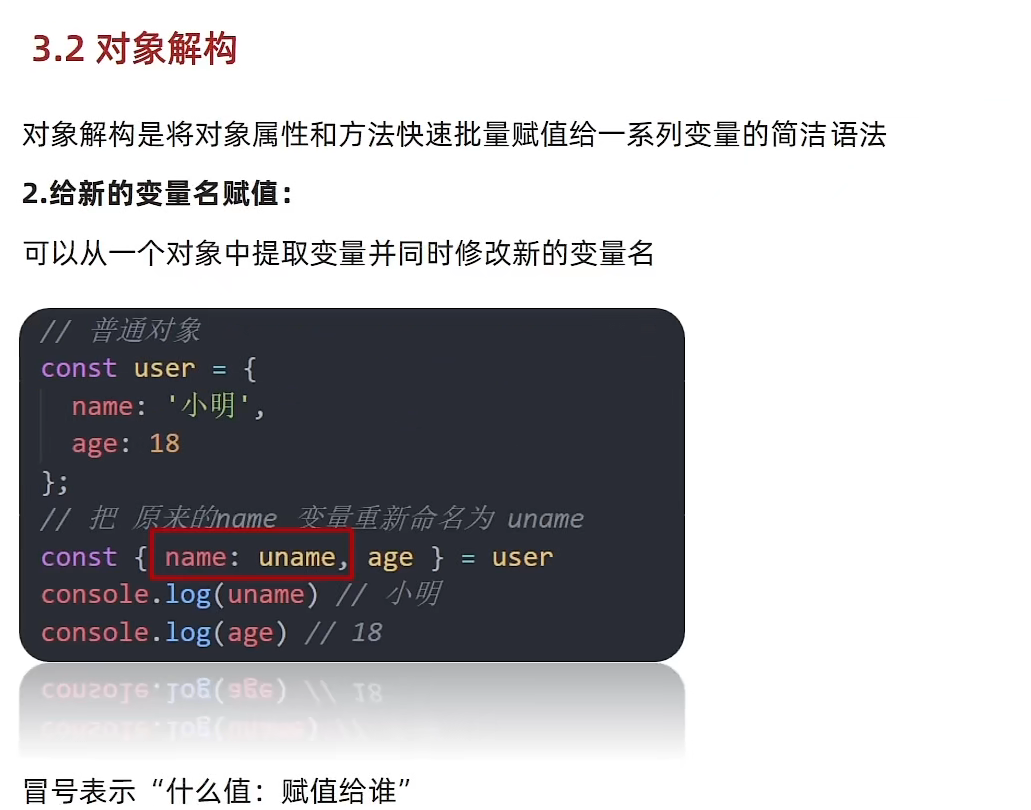 3.2 对象解构
对象解构是将对象属性和方法快速批量赋值给一系列变量的简洁语法
2.给新的变量名赋值：
可以从一个对象中提取变量并同时修改新的变量名
// 普通对象
const user = {
  name: '小明',
  age: 18
};
// 把 原来的name 变量重新命名为 uname
const { name: uname, age } = user
console.log(uname) // 小明
console.log(age) // 18
冒号表示“什么值：赋值给谁”